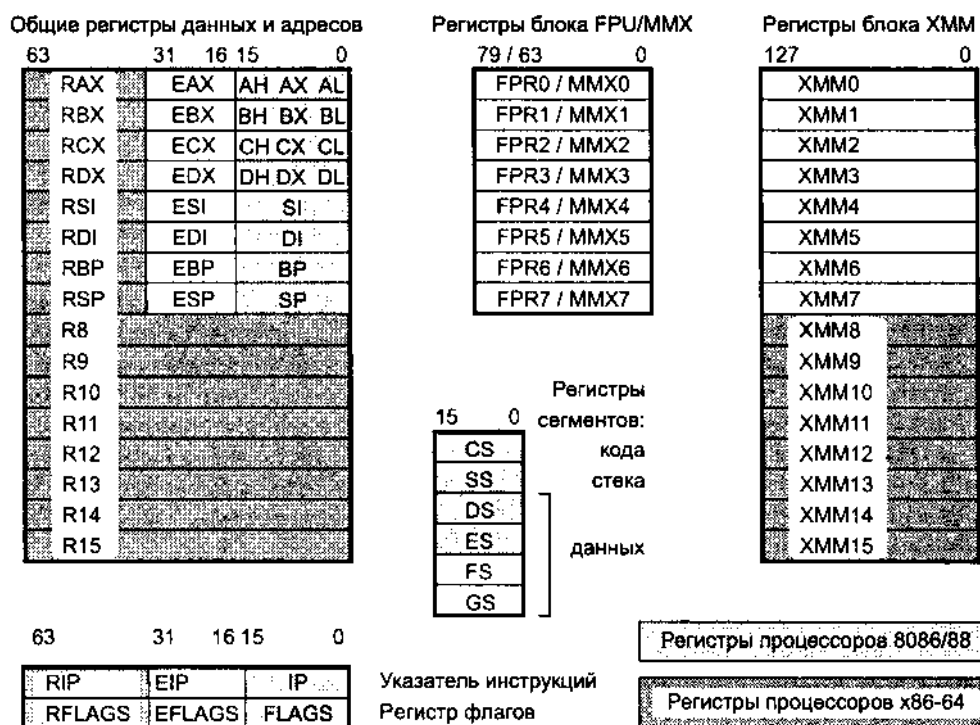 Общие регистры данных и адресов
63 31 16 15 0
RAX EAX AH AX AL
RBX EBX BH BX BL
RCX ECX CH CX CL
RDX EDX DH DX DL
RSI ESI SI
RDI EDI DI
RBP EBP BP
RSP ESP SP
R8
R9
R10
R11
R12
R13
R14
R15
Регистры блока FPU/MMX
79 / 63 0
FPR0 / MMX0
FPR1 / MMX1
FPR2 / MMX2
FPR3 / MMX3
FPR4 / MMX4
FPR5 / MMX5
FPR6 / MMX6
FPR7 / MMX7
Регистры блока XMM
127 0
XMM0
XMM1
XMM2
XMM3
XMM4
XMM5
XMM6
XMM7
XMM8
XMM9
XMM10
XMM11
XMM12
XMM13
XMM14
XMM15
Регистры
15 0 сегментов:
CS кода
SS стека
DS
ES данных
FS
GS
63 31 16 15 0
RIP EIP IP Указатель инструкций
RFLAGS EFLAGS FLAGS Регистр флагов
Регистры процессоров 8086/88
Регистры процессоров x86-64